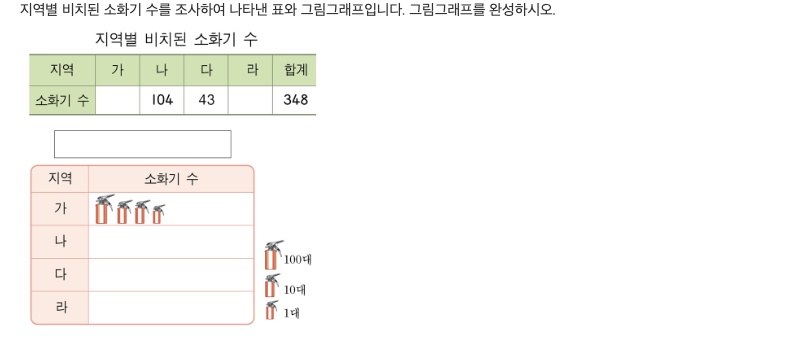 지역별 비치된 소화기 수를 조사하여 나타낸 표와 그림그래프입니다. 그림그래프를 완성하시오.
지역별 비치된 소화기 수
지역 가 나 다 라 합계
소화기 수 104 43 348
지역 소화기 수
가
나
다
라
100대
10대
1대